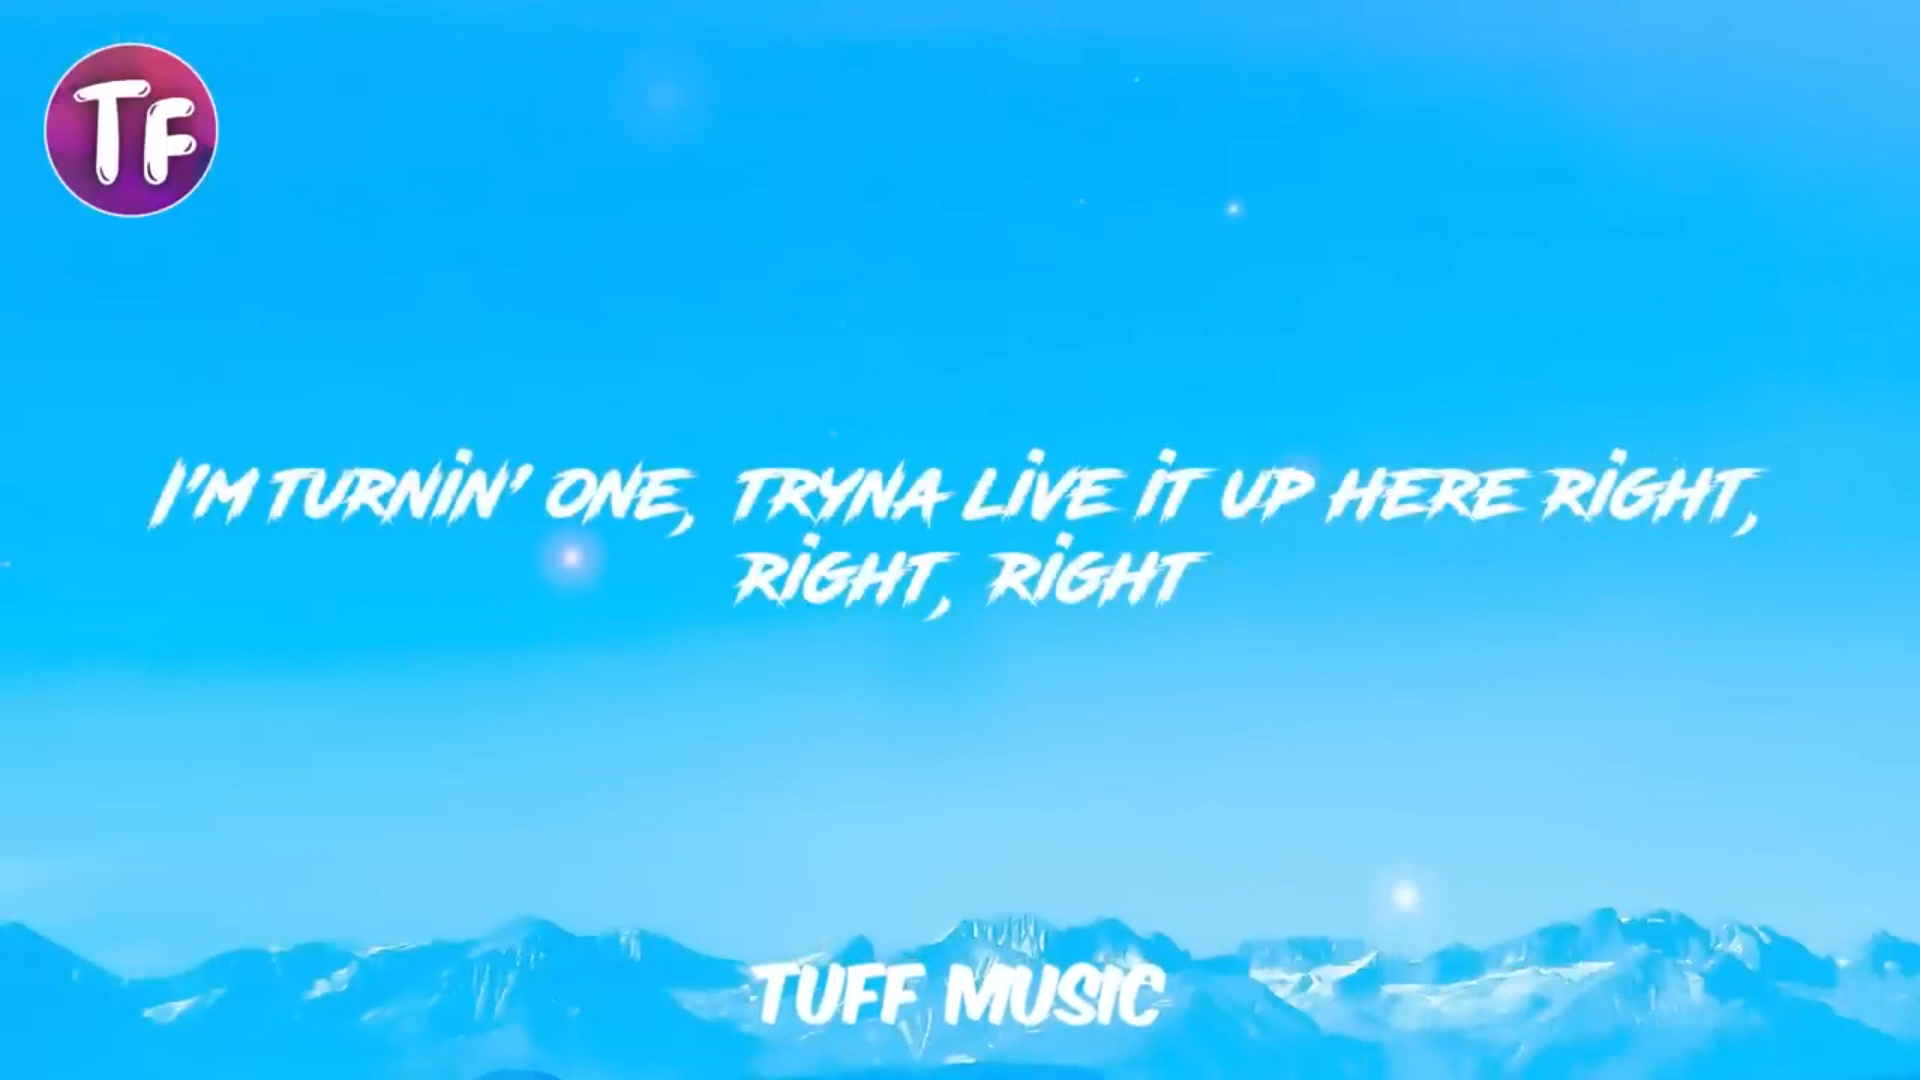 TF
I'M TURNIN' ONE, TRYNA LIVE IT UP HERE RIGHT,
RIGHT, RIGHT
TUFF MUSIC